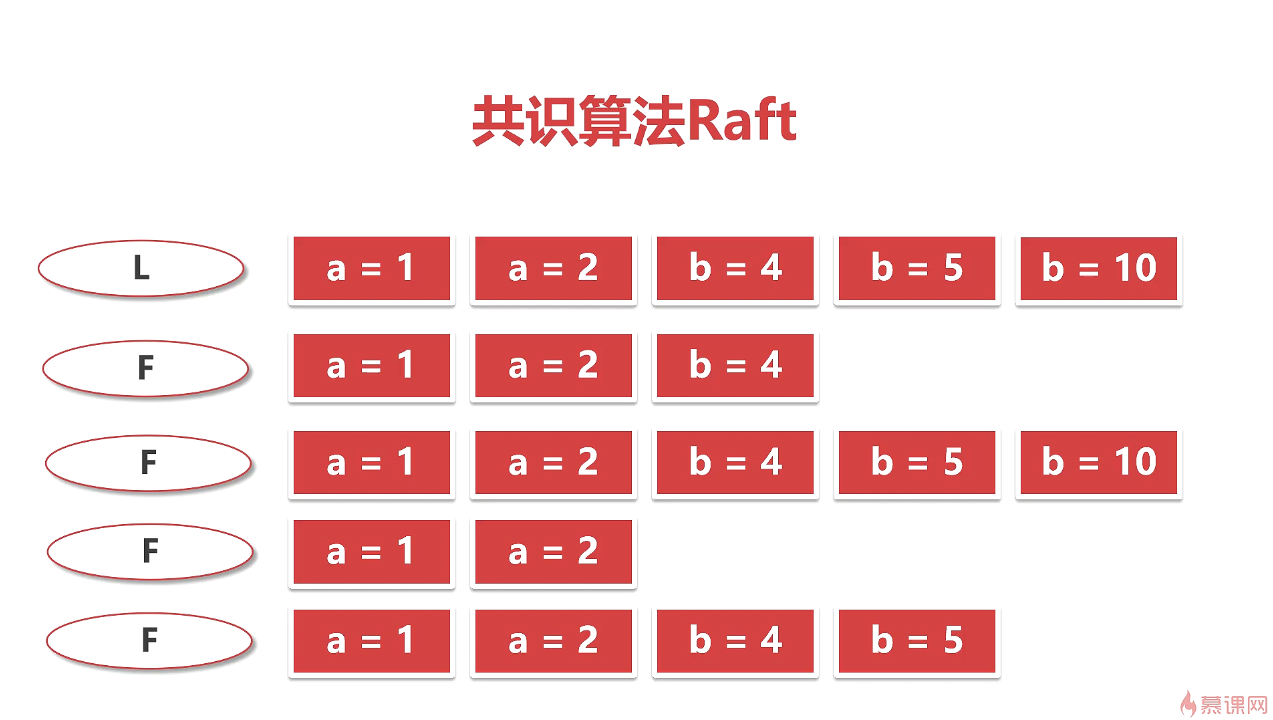 共识算法Raft
L a = 1 a = 2 b = 4 b = 5 b = 10
F a = 1 a = 2 b = 4
F a = 1 a = 2 b = 4 b = 5 b = 10
F a = 1 a = 2
F a = 1 a = 2 b = 4 b = 5
慕课网